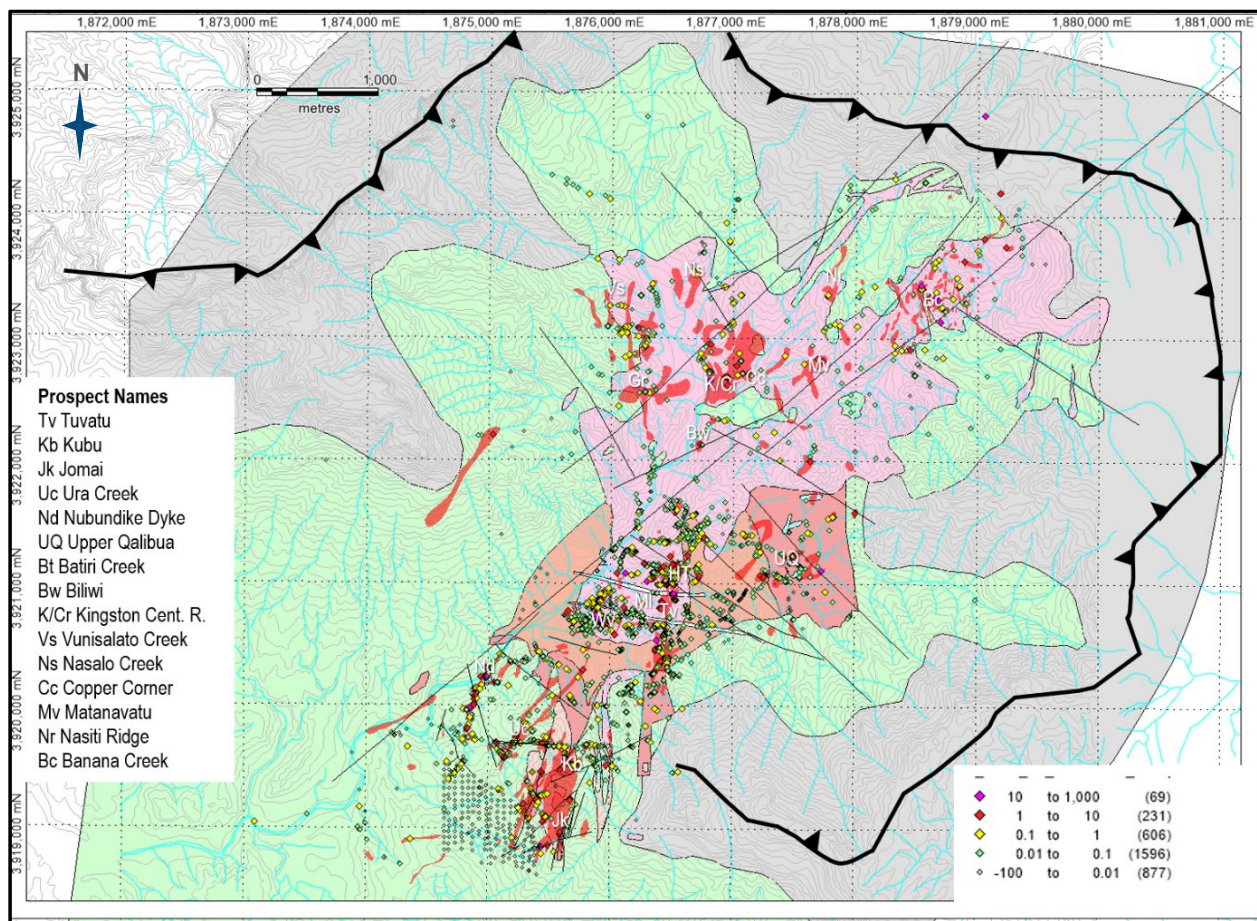 1,872,000 mE 1,873,000 mE 1,874,000 mE 1,875,000 mE 1,876,000 mE 1,877,000 mE 1,878,000 mE 1,879,000 mE 1,880,000 mE 1,881,000 mE
N
0 1,000
metres
3,925,000 mN
3,924,000 mN
3,923,000 mN
3,922,000 mN
3,921,000 mN
3,920,000 mN
3,919,000 mN
Ns
Vs
Nr
Bc
Gr
K/Cr
Cc
Mv
Bw
UQ
HT
Tv
Nd
Kb
Jk
Prospect Names
Tv Tuvatu
Kb Kubu
Jk Jomai
Uc Ura Creek
Nd Nubundike Dyke
UQ Upper Qalibua
Bt Batiri Creek
Bw Biliwi
K/Cr Kingston Cent. R.
Vs Vunisalato Creek
Ns Nasalo Creek
Cc Copper Corner
Mv Matanavatu
Nr Nasiti Ridge
Bc Banana Creek
10 to 1,000 (69)
1 to 10 (231)
0.1 to 1 (606)
0.01 to 0.1 (1596)
-100 to 0.01 (877)